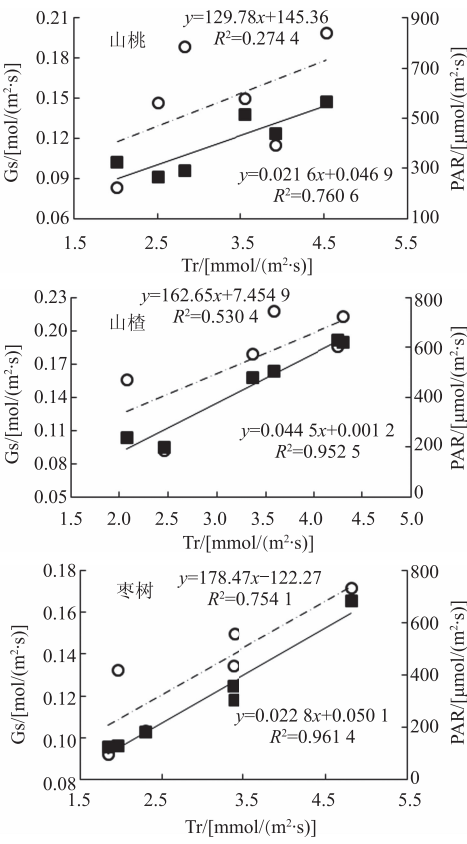 0.21
0.18
0.15
0.12
0.09
0.06
Gs/[mol/(m²·s)]
山桃
y=129.78x+145.36
R²=0.274 4
y=0.021 6x+0.046 9
R²=0.760 6
900
700
500
300
100
PAR/[μmol/(m²·s)]
1.5 2.5 3.5 4.5 5.5
Tr/[mmol/(m²·s)]
0.23
0.20
0.17
0.14
0.11
0.08
0.05
Gs/[mol/(m²·s)]
山楂
y=162.65x+7.454 9
R²=0.530 4
y=0.044 5x+0.001 2
R²=0.952 5
800
600
400
200
0
PAR/[μmol/(m²·s)]
1.5 2.0 2.5 3.0 3.5 4.0 4.5 5.0
Tr/[mmol/(m²·s)]
0.18
0.16
0.14
0.12
0.10
0.08
Gs/[mol/(m²·s)]
枣树
y=178.47x−122.27
R²=0.754 1
y=0.022 8x+0.050 1
R²=0.961 4
800
600
400
200
0
PAR/[μmol/(m²·s)]
1.5 2.5 3.5 4.5 5.5
Tr/[mmol/(m²·s)]